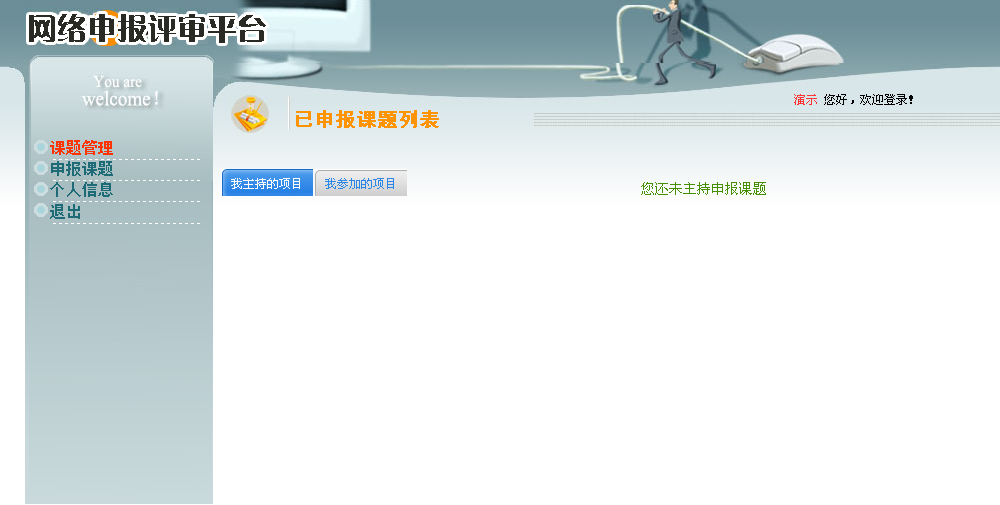 网络申报评审平台
You are
welcome!
课题管理
申报课题
个人信息
退出
已申报课题列表
演示 您好，欢迎登录!
我主持的项目 我参加的项目
您还未主持申报课题